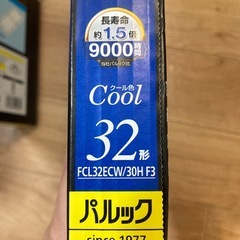 長寿命
約1.5倍
9000時間
当社パルック比
クール色
Cool
32形
FCL32ECW/30H F3
パルック
since 1977